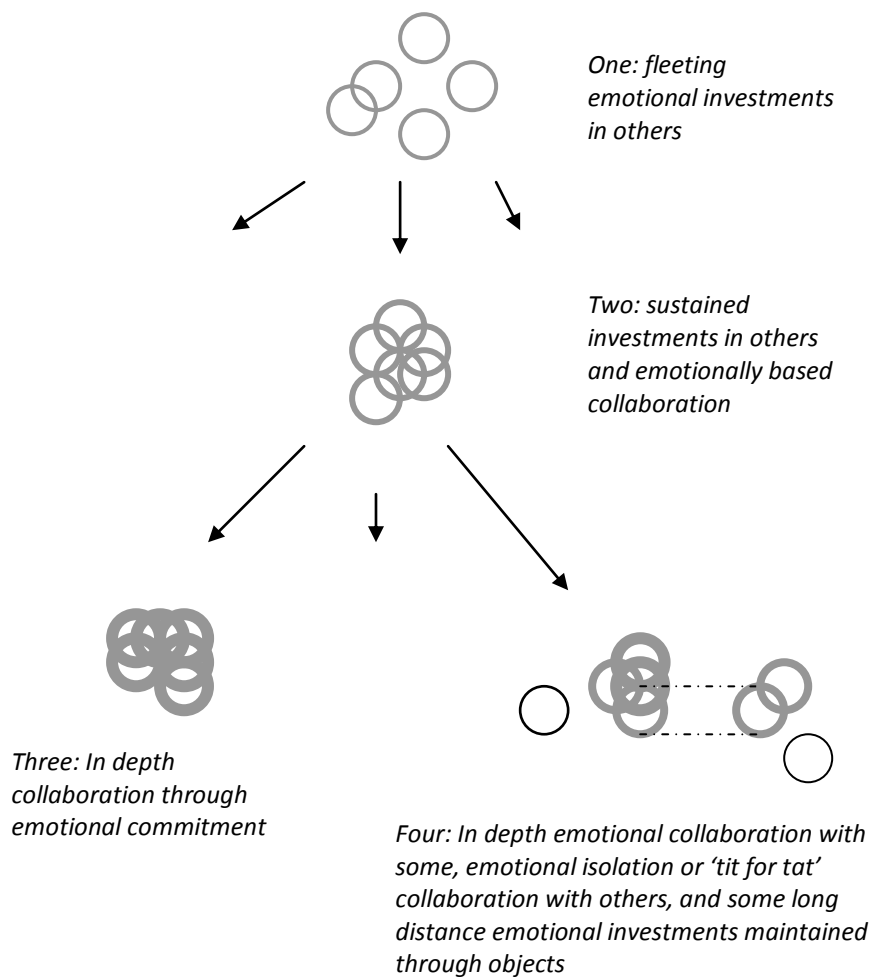 One: fleeting
emotional investments
in others
Two: sustained
investments in others
and emotionally based
collaboration
Three: In depth
collaboration through
emotional commitment
Four: In depth emotional collaboration with
some, emotional isolation or ‘tit for tat’
collaboration with others, and some long
distance emotional investments maintained
through objects